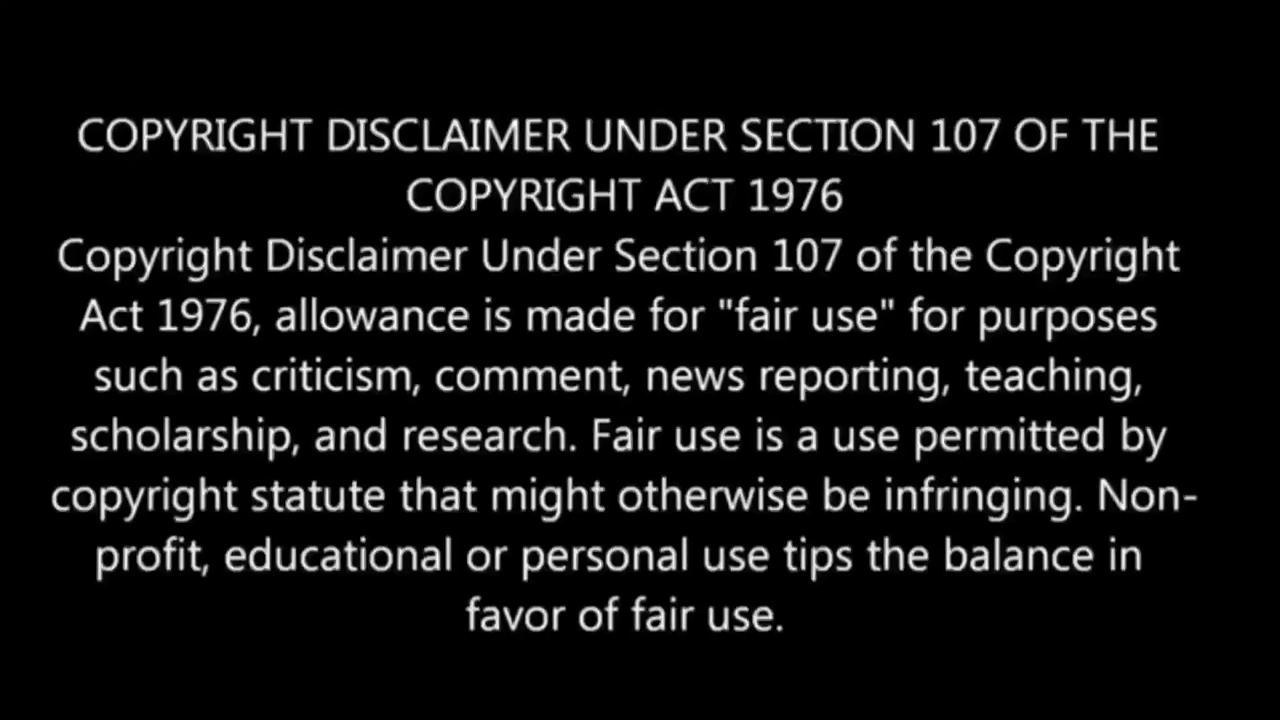 COPYRIGHT DISCLAIMER UNDER SECTION 107 OF THE
COPYRIGHT ACT 1976
Copyright Disclaimer Under Section 107 of the Copyright
Act 1976, allowance is made for "fair use" for purposes
such as criticism, comment, news reporting, teaching,
scholarship, and research. Fair use is a use permitted by
copyright statute that might otherwise be infringing. Non-
profit, educational or personal use tips the balance in
favor of fair use.